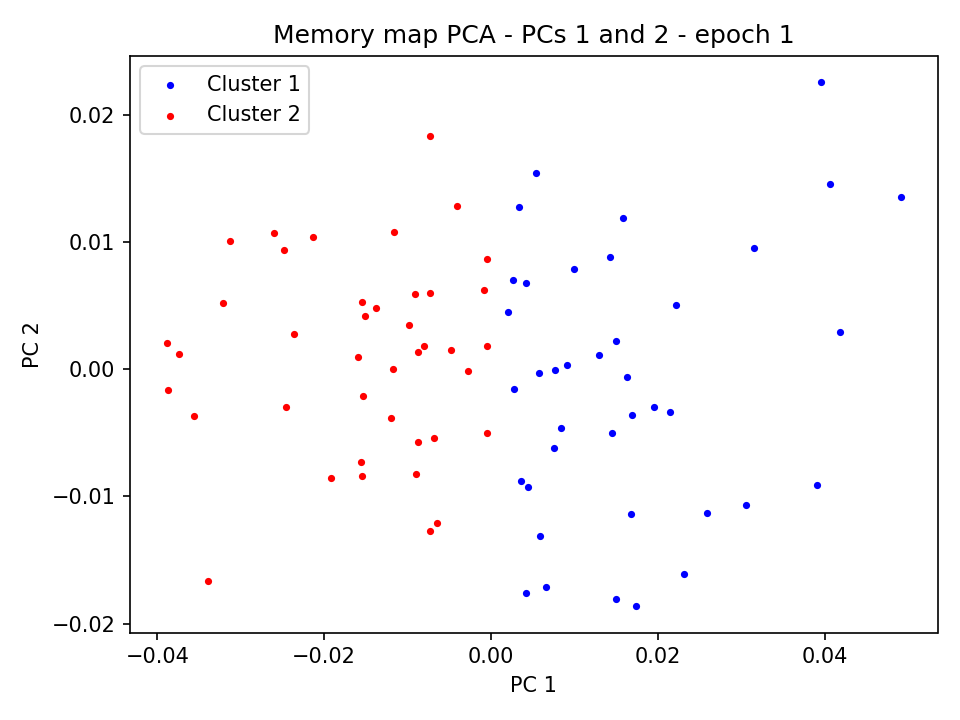 Memory map PCA - PCs 1 and 2 - epoch 1
Cluster 1
Cluster 2
PC 2
0.02
0.01
0.00
−0.01
−0.02
−0.04
−0.02
0.00
0.02
0.04
PC 1